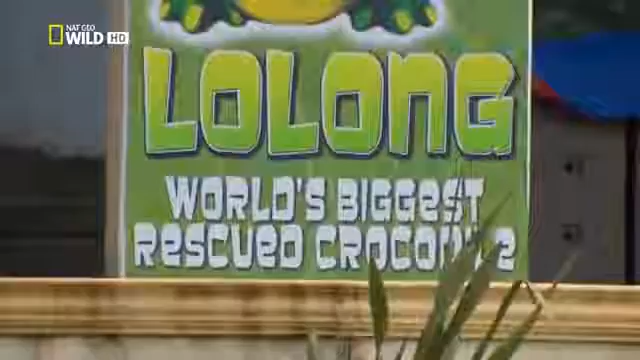 NAT GEO
WILD HD
LOLONG
WORLD'S BIGGEST
RESCUED